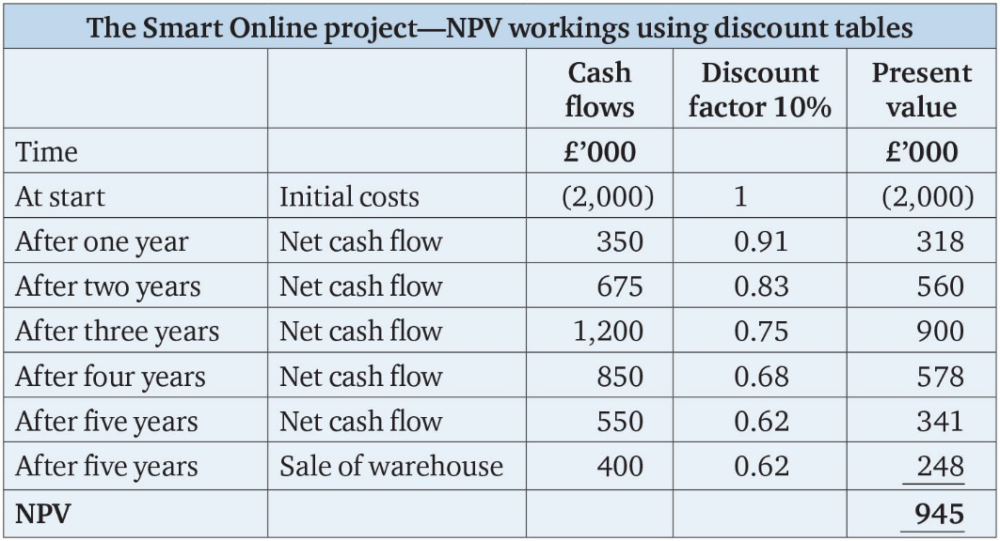 The Smart Online project—NPV workings using discount tables
Cash flows Discount factor 10% Present value
Time £’000 £’000
At start Initial costs (2,000) 1 (2,000)
After one year Net cash flow 350 0.91 318
After two years Net cash flow 675 0.83 560
After three years Net cash flow 1,200 0.75 900
After four years Net cash flow 850 0.68 578
After five years Net cash flow 550 0.62 341
After five years Sale of warehouse 400 0.62 248
NPV 945